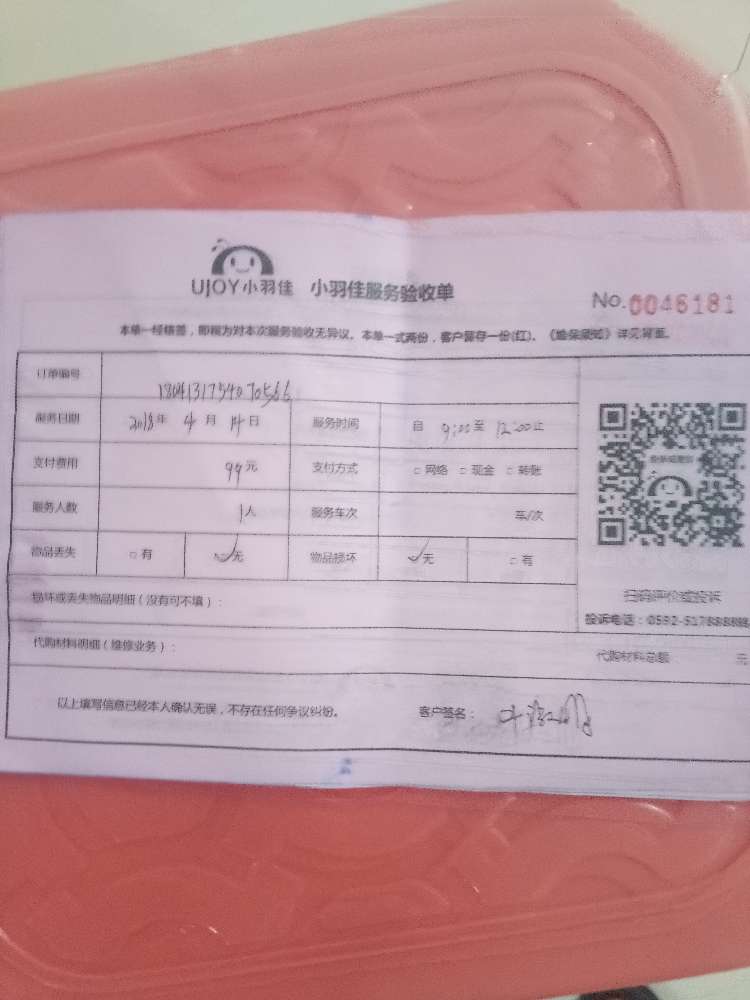 UJOY小羽佳 小羽佳服务验收单
No.0046181
本单一经签署，即视为对本次服务验收无异议。本单一式两份，客户留存一份(红)。《验保须知》详见背面。
订单编号
服务日期 2018年 4月 14日 服务时间 自 9:00至 12:00止
支付费用 99元 支付方式 □网络 □现金 □转账
服务人数 1人 服务车次 车/次
物品丢失 □有 ✓无 物品损坏 ✓无 □有
损坏或丢失物品明细（没有可不填）：
扫码评价或投诉
投诉电话：0592-5178888
代购材料明细（维修业务）：
代购材料总额 元
以上填写信息已经本人确认无误，不存在任何争议纠纷。 客户签名：